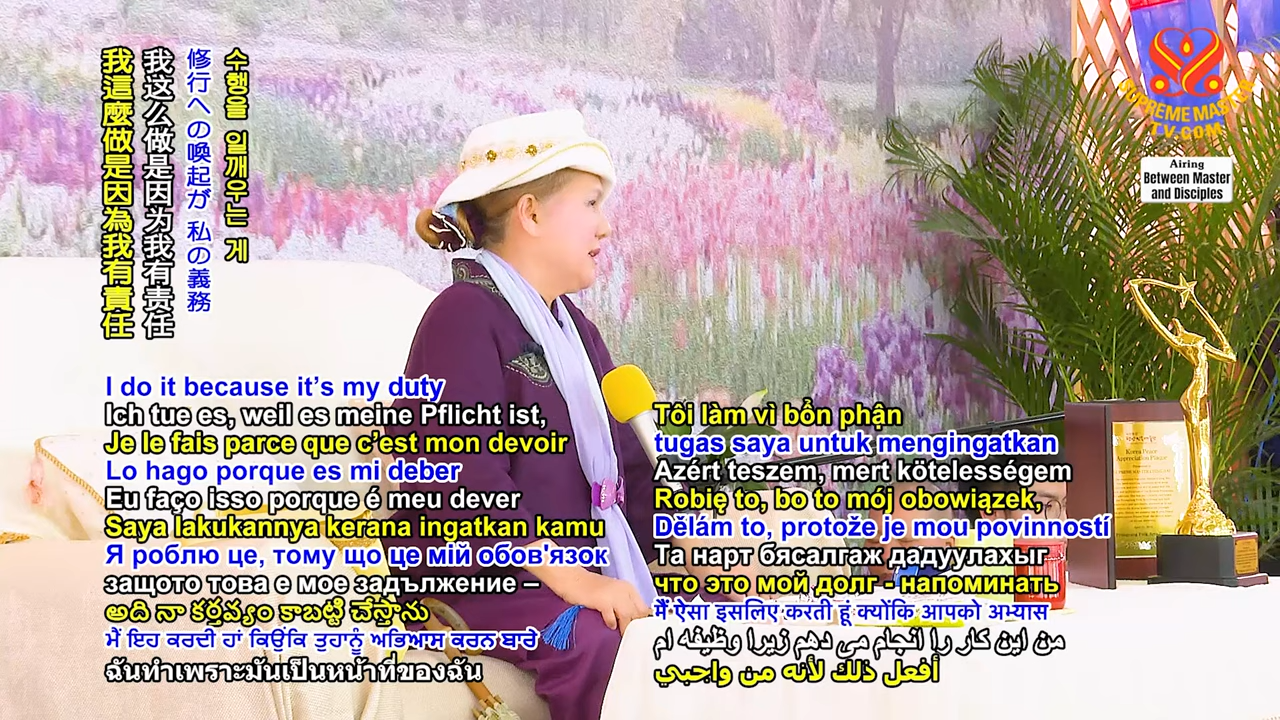 我這麼做是因為我有責任
我这么做是因为我有责任
修行への喚起が 私の義務
수행을 일깨우는 게
SUPREME MASTER
TV.COM
Airing
Between Master
and Disciples
I do it because it’s my duty
Ich tue es, weil es meine Pflicht ist,
Je le fais parce que c’est mon devoir
Lo hago porque es mi deber
Eu faço isso porque é meu dever
Saya lakukannya kerana ingatkan kamu
Я роблю це, тому що це мій обов'язок
защото това е мое задължение –
అది నా కర్తవ్యం కాబట్టి చేస్తాను
ਮੈਂ ਇਹ ਕਰਦੀ ਹਾਂ ਕਿਉਂਕਿ ਤੁਹਾਨੂੰ ਅਭਿਆਸ ਕਰਨ ਬਾਰੇ
ฉันทำเพราะมันเป็นหน้าที่ของฉัน
Tôi làm vì bổn phận
tugas saya untuk mengingatkan
Azért teszem, mert kötelességem
Robię to, bo to mój obowiązek,
Dělám to, protože je mou povinností
Та нарт бясалгаж дадуулахыг
что это мой долг - напоминать
मैं ऐसा इसलिए करती हूं क्योंकि आपको अभ्यास
من این کار را انجام می دهم زیرا وظیفه ام
أفعل ذلك لأنه من واجبي
Korea Peace
Appreciation Plaque